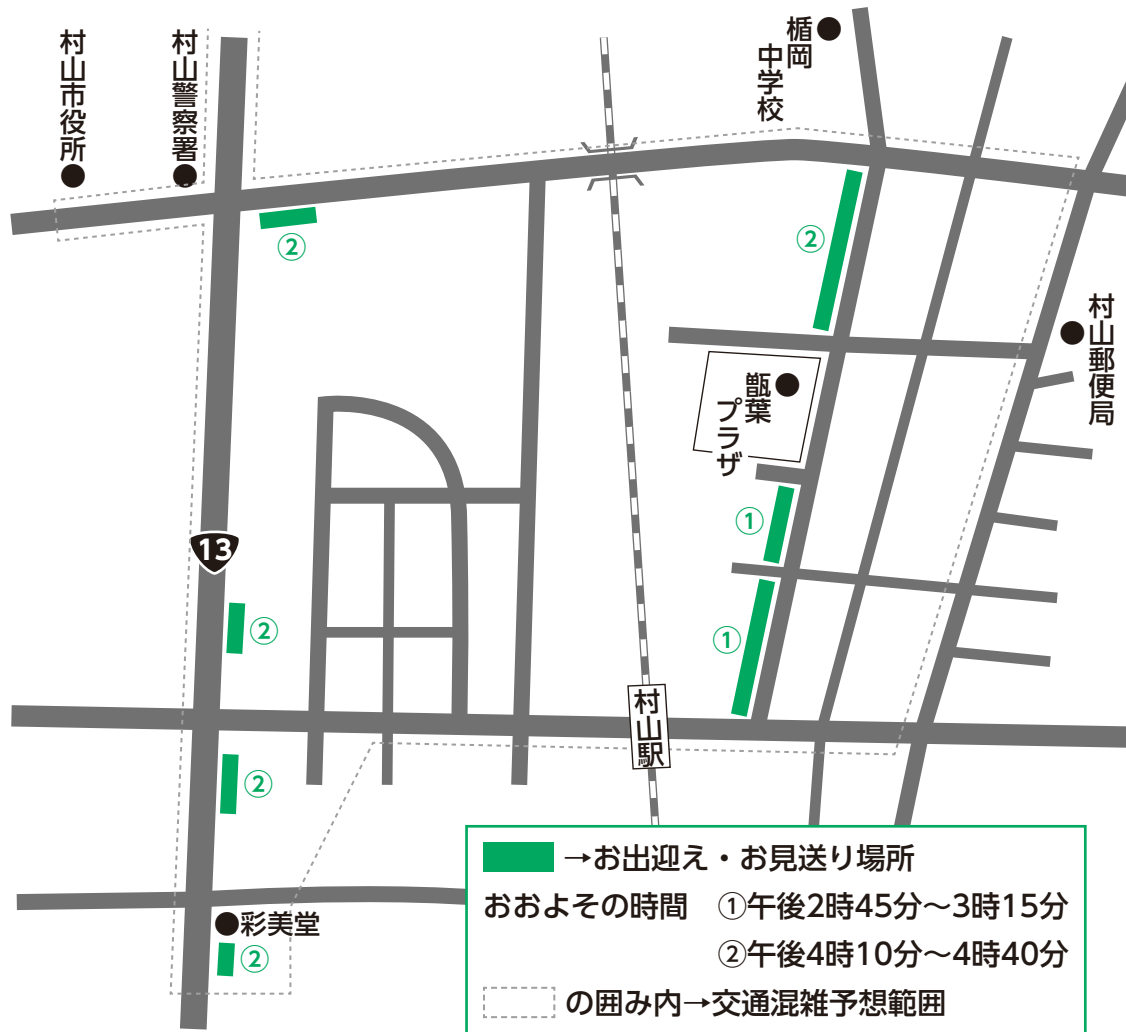 村山市役所
村山警察署
楯岡
中学校
②
②
村山郵便局
甑葉
プラザ
①
13
②
①
村山駅
②
彩美堂
②
→お出迎え・お見送り場所
おおよその時間 ①午後2時45分〜3時15分
②午後4時10分〜4時40分
の囲み内→交通混雑予想範囲